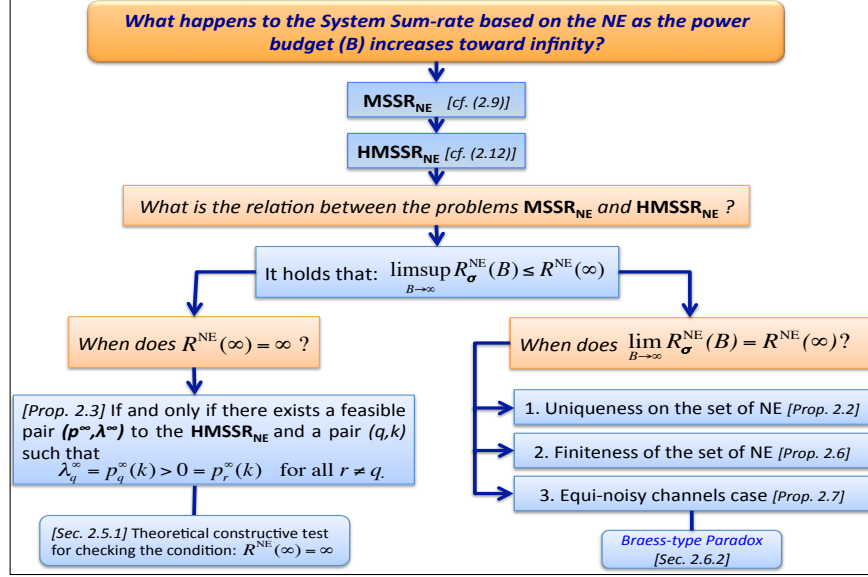 What happens to the System Sum-rate based on the NE as the power
budget (B) increases toward infinity?
MSSR_NE [cf. (2.9)]
HMSSR_NE [cf. (2.12)]
What is the relation between the problems MSSR_NE and HMSSR_NE ?
It holds that: limsup_{B→∞} R_σ^{NE}(B) ≤ R^{NE}(∞)
When does R^{NE}(∞) = ∞ ?
When does lim_{B→∞} R_σ^{NE}(B) = R^{NE}(∞)?
[Prop. 2.3] If and only if there exists a feasible
pair (p^∞,λ^∞) to the HMSSR_NE and a pair (q,k)
such that
λ_q^∞ = p_q^∞(k) > 0 = p_r^∞(k) for all r ≠ q.
[Sec. 2.5.1] Theoretical constructive test
for checking the condition: R^{NE}(∞) = ∞
1. Uniqueness on the set of NE [Prop. 2.2]
2. Finiteness of the set of NE [Prop. 2.6]
3. Equi-noisy channels case [Prop. 2.7]
Braess-type Paradox
[Sec. 2.6.2]